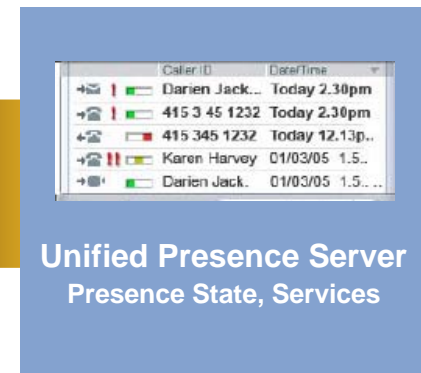 Caller ID Date/Time
Darien Jack... Today 2.30pm
415 3 45 1232 Today 2.30pm
415 345 1232 Today 12.13p..
Karen Harvey 01/03/05 1.5..
Darien Jack. 01/03/05 1.5.. ..
Unified Presence Server
Presence State, Services